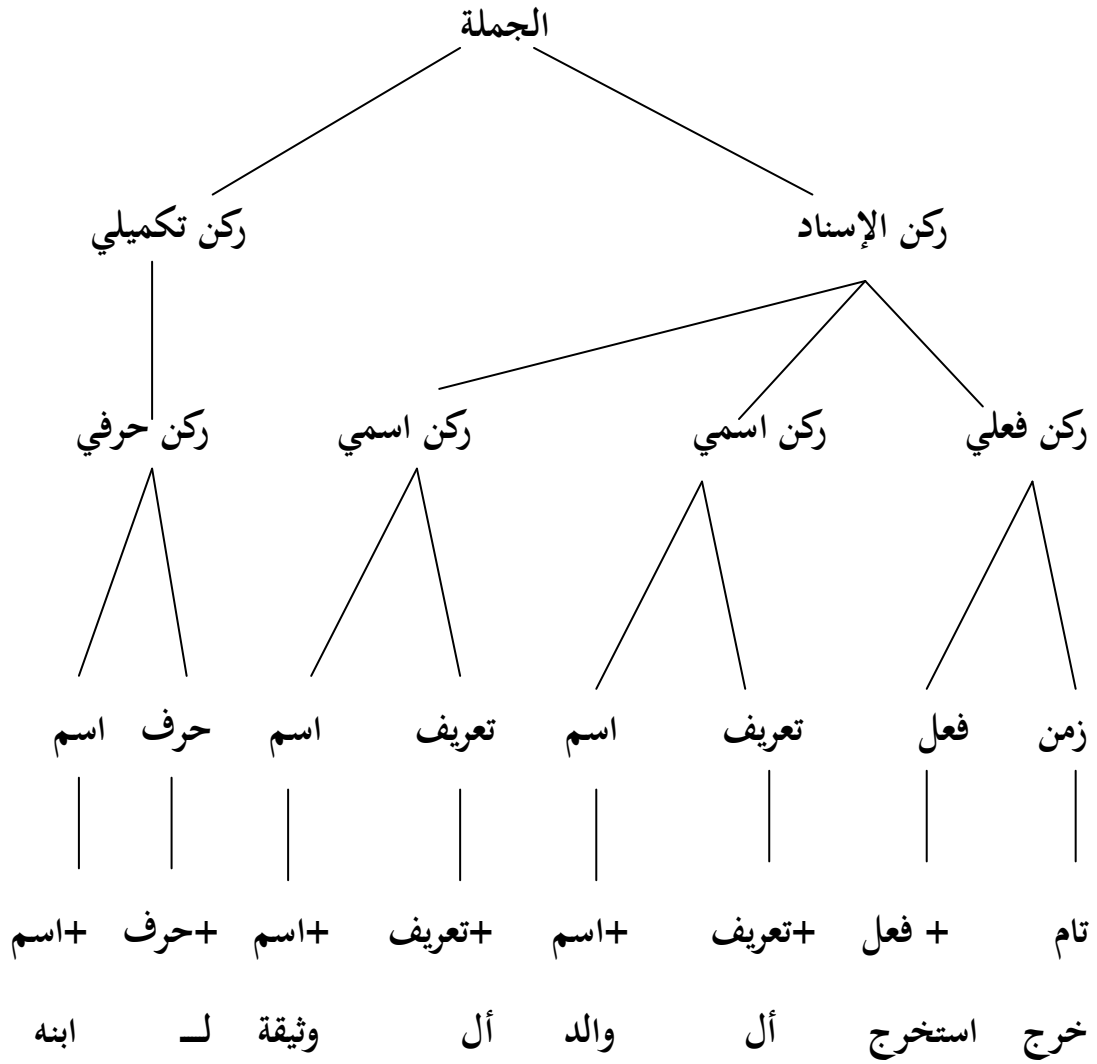 الجملة
ركن الإسناد ركن تكميلي
ركن فعلي ركن اسمي ركن اسمي ركن حرفي
زمن فعل تعريف اسم تعريف اسم حرف اسم
تام + فعل +تعريف +اسم +تعريف +اسم +حرف +اسم
خرج استخرج أل والد أل وثيقة لــ ابنه